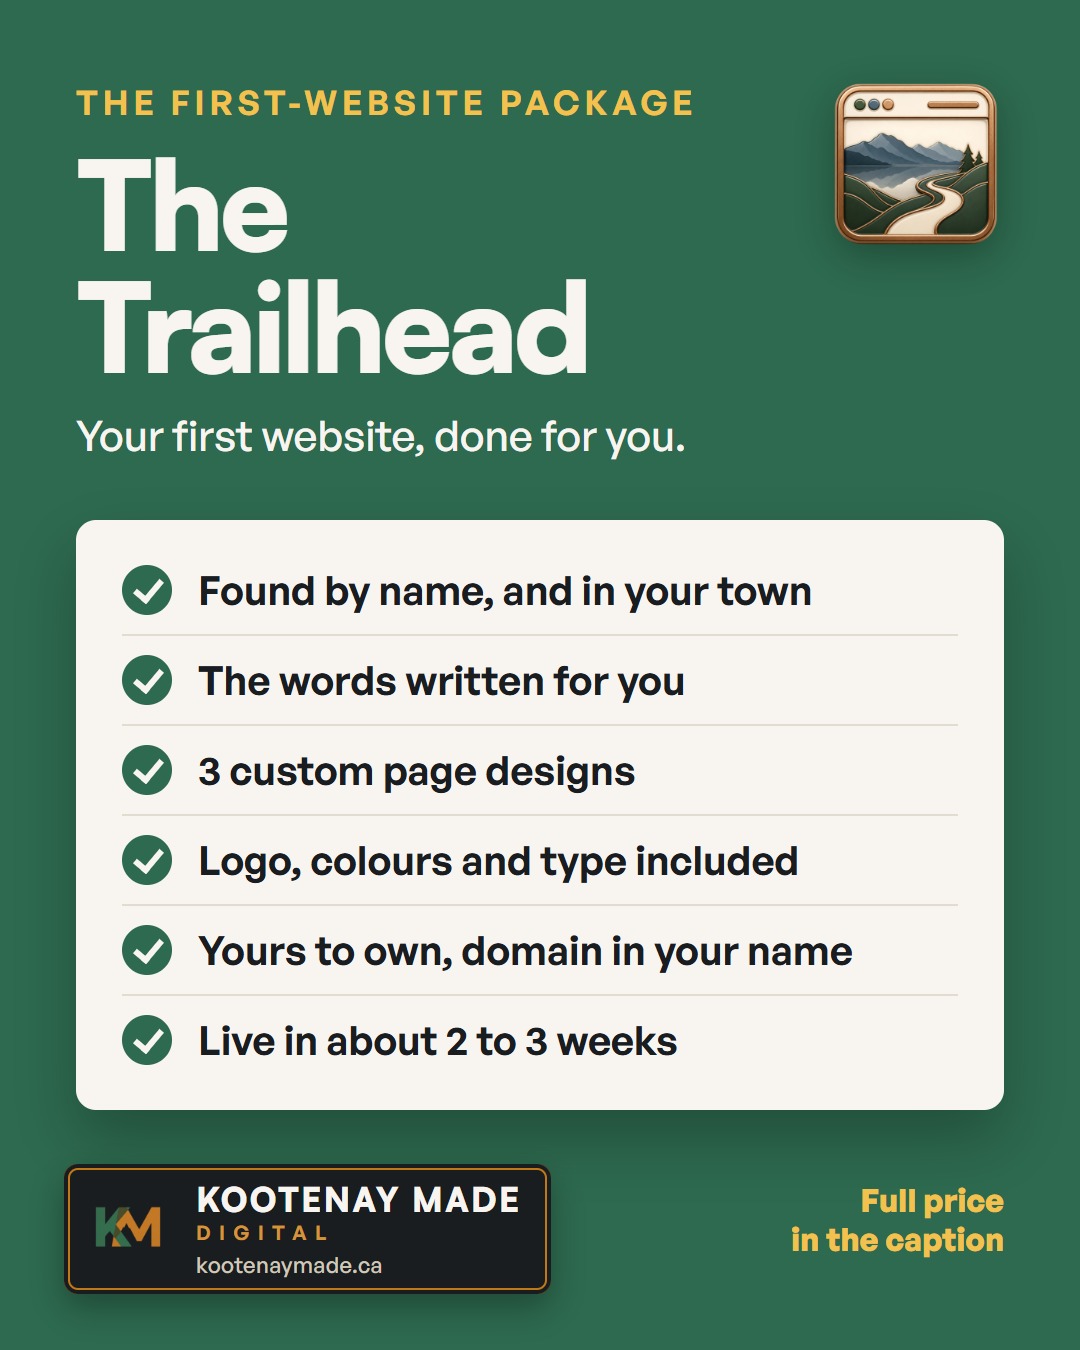 THE FIRST-WEBSITE PACKAGE
The
Trailhead
Your first website, done for you.
Found by name, and in your town
The words written for you
3 custom page designs
Logo, colours and type included
Yours to own, domain in your name
Live in about 2 to 3 weeks
KM
KOOTENAY MADE
DIGITAL
kootenaymade.ca
Full price
in the caption